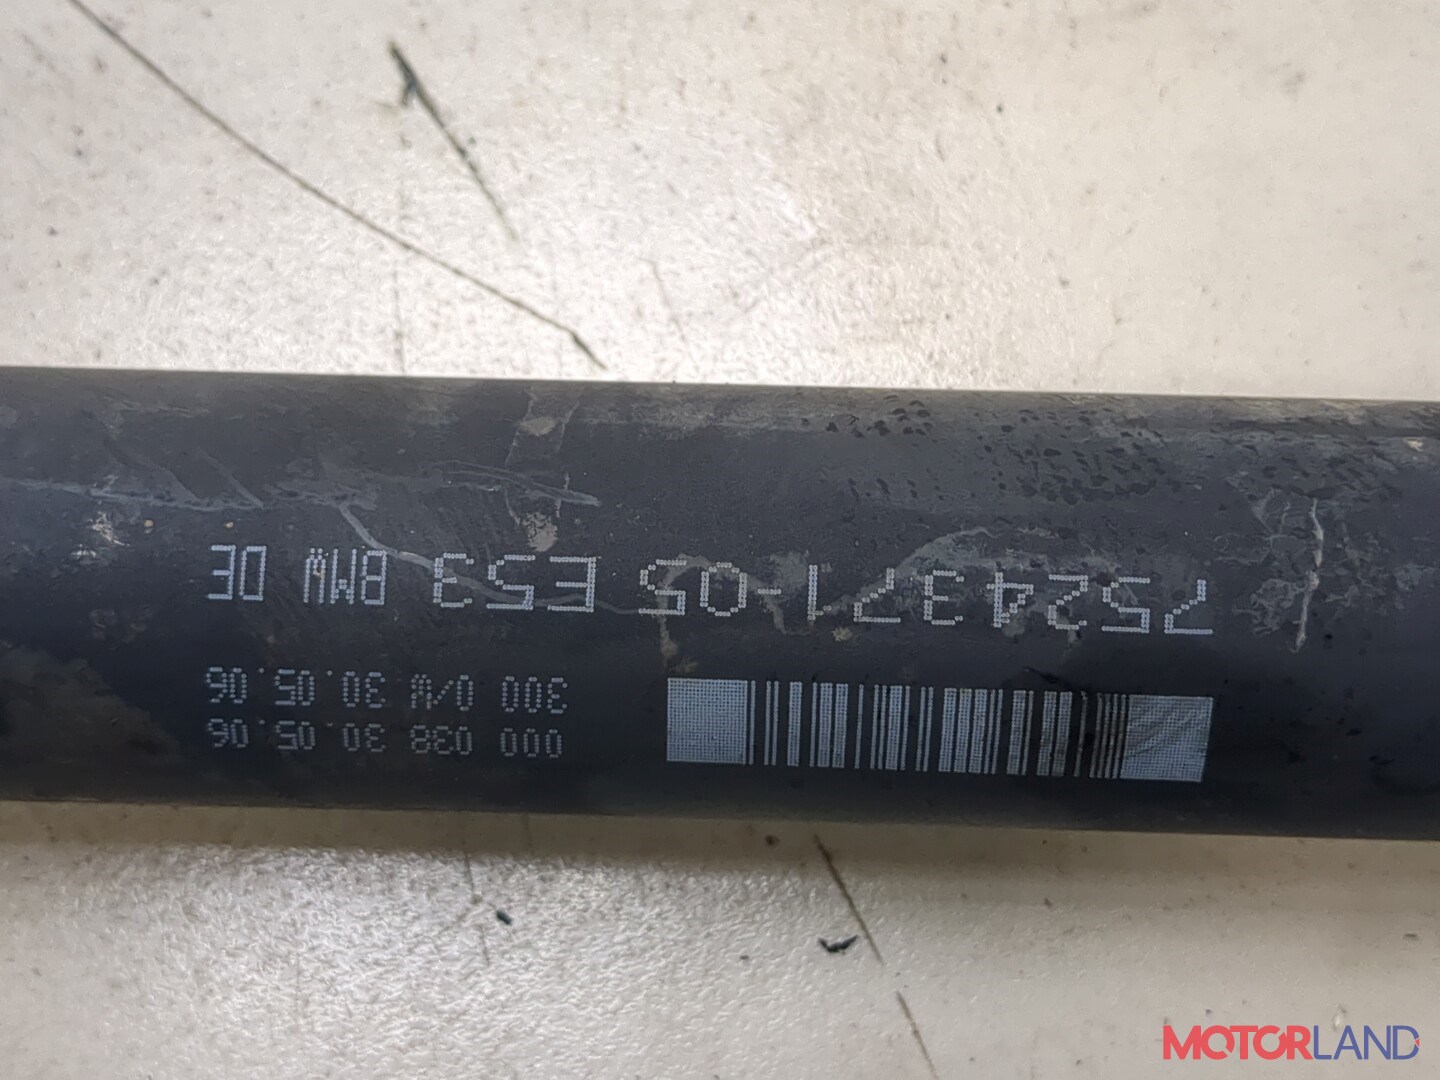 000 038 30.05.06
300 0/W 30.05.06
7524371-05 E53 BMW DE
MOTORLAND